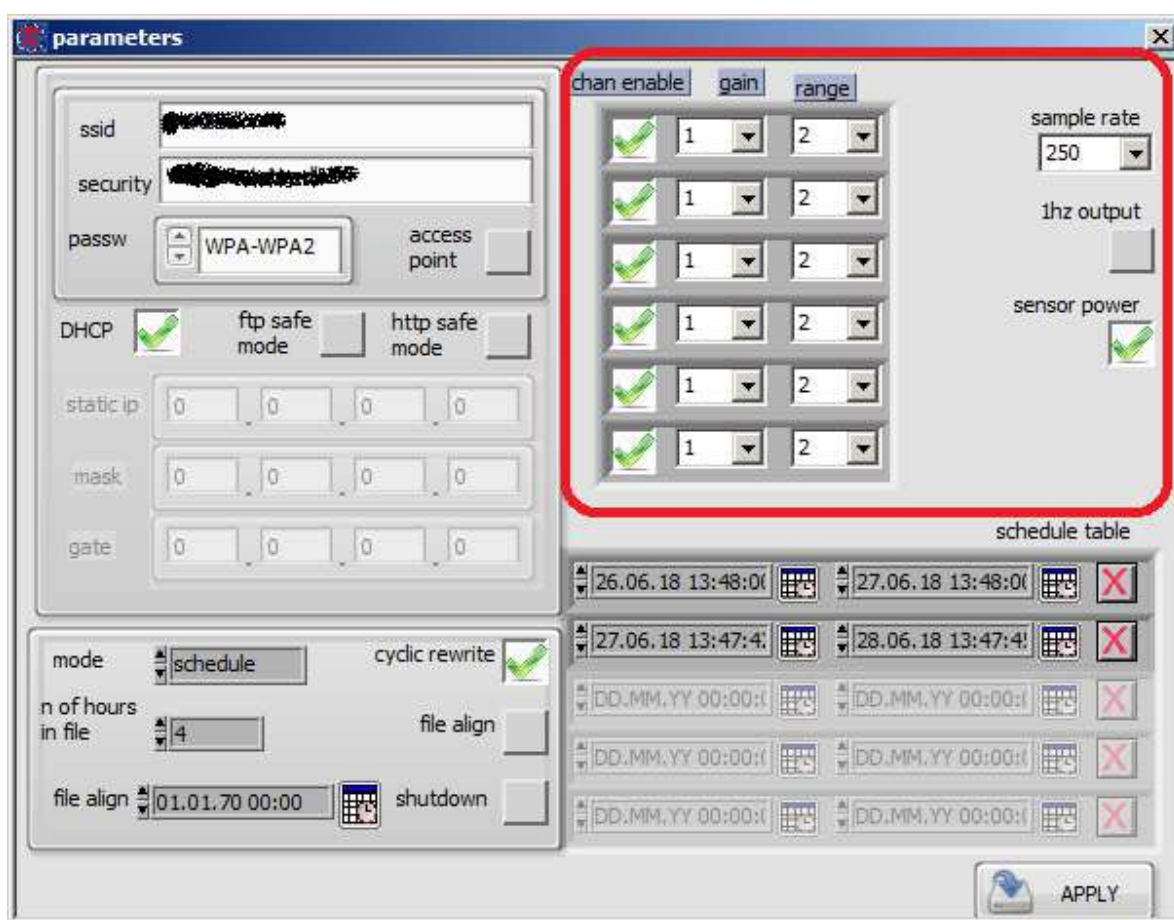 parameters
ssid
security
passw
WPA-WPA2
access
point
DHCP
ftp safe
mode
http safe
mode
static ip
0 . 0 . 0 . 0
mask
0 . 0 . 0 . 0
gate
0 . 0 . 0 . 0
chan enable gain range
1 2
1 2
1 2
1 2
1 2
1 2
sample rate
250
1hz output
sensor power
schedule table
26.06.18 13:48:0 27.06.18 13:48:0
27.06.18 13:47:4 28.06.18 13:47:4
DD.MM.YY 00:00: DD.MM.YY 00:00:
DD.MM.YY 00:00: DD.MM.YY 00:00:
DD.MM.YY 00:00: DD.MM.YY 00:00:
mode
schedule
cyclic rewrite
n of hours
in file
4
file align
file align
01.01.70 00:00
shutdown
APPLY